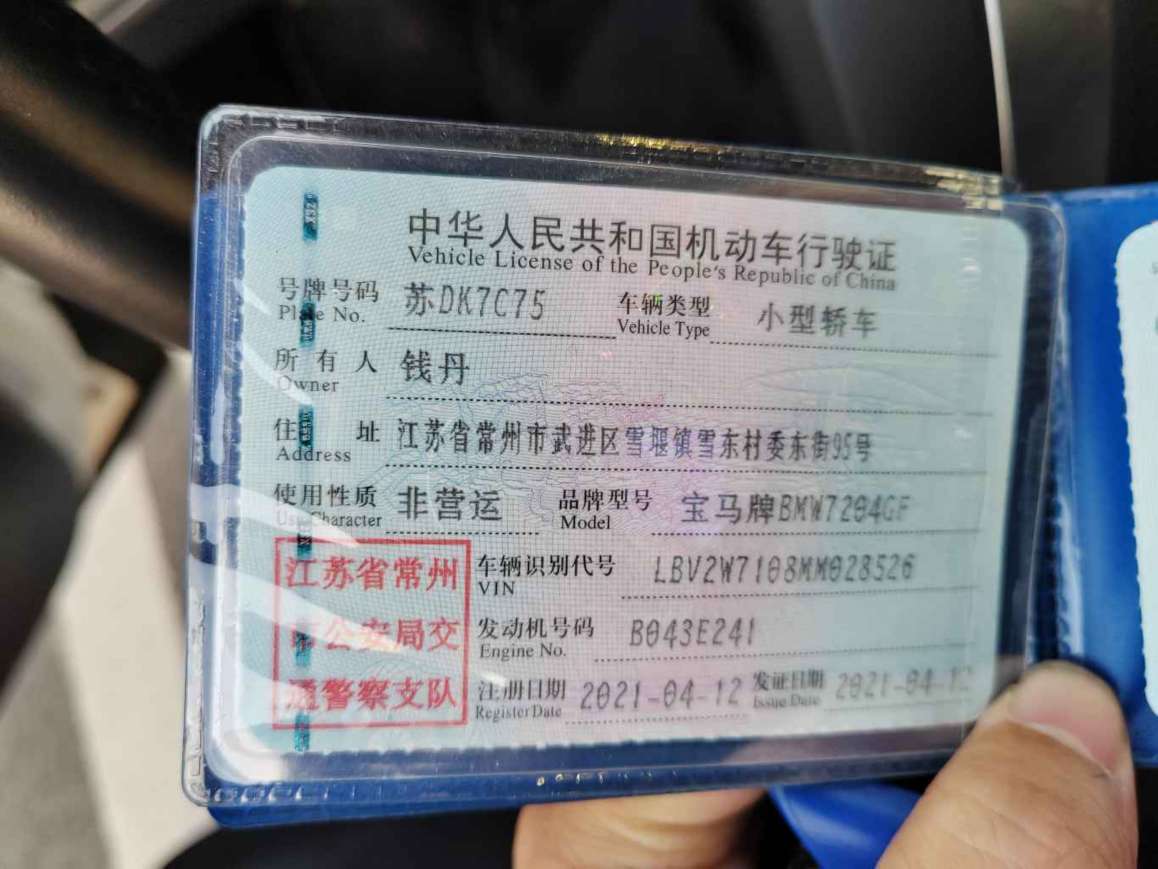 中华人民共和国机动车行驶证
Vehicle License of the People's Republic of China
号牌号码 苏DK7C75 车辆类型 小型轿车
Plate No. Vehicle Type
所有人 钱丹
Owner
住址 江苏省常州市武进区雪堰镇雪东村委东街95号
Address
使用性质 非营运 品牌型号 宝马牌BMW7204GF
Use Character Model
江苏省常州 车辆识别代号 LBV2W7108MM028526
VIN
市公安局交 发动机号码 B043E241
Engine No.
通警察支队 注册日期 2021-04-12 发证日期 2021-04-12
Register Date Issue Date